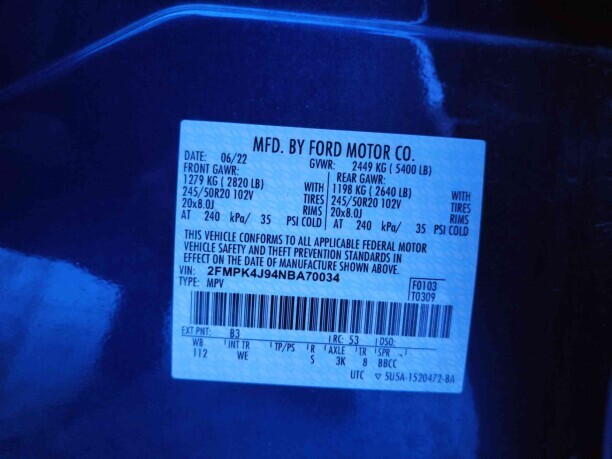 MFD. BY FORD MOTOR CO.
DATE: 06/22 GVWR: 2449 KG ( 5400 LB)
FRONT GAWR: REAR GAWR:
1279 KG ( 2820 LB) WITH 1198 KG ( 2640 LB) WITH
245/50R20 102V TIRES 245/50R20 102V TIRES
20x8.0J RIMS 20x8.0J RIMS
AT 240 kPa/ 35 PSI COLD AT 240 kPa/ 35 PSI COLD
THIS VEHICLE CONFORMS TO ALL APPLICABLE FEDERAL MOTOR
VEHICLE SAFETY AND THEFT PREVENTION STANDARDS IN
EFFECT ON THE DATE OF MANUFACTURE SHOWN ABOVE.
VIN: 2FMPK4J94NBA70034 F0103
TYPE: MPV T0309
EXT PNT: B3 RC: 53 DSO:
WB INT TR TP/PS R AXLE TR SPR
112 WE S 3K 8 BBCC
UTC ▽ 5U5A-1520472-BA